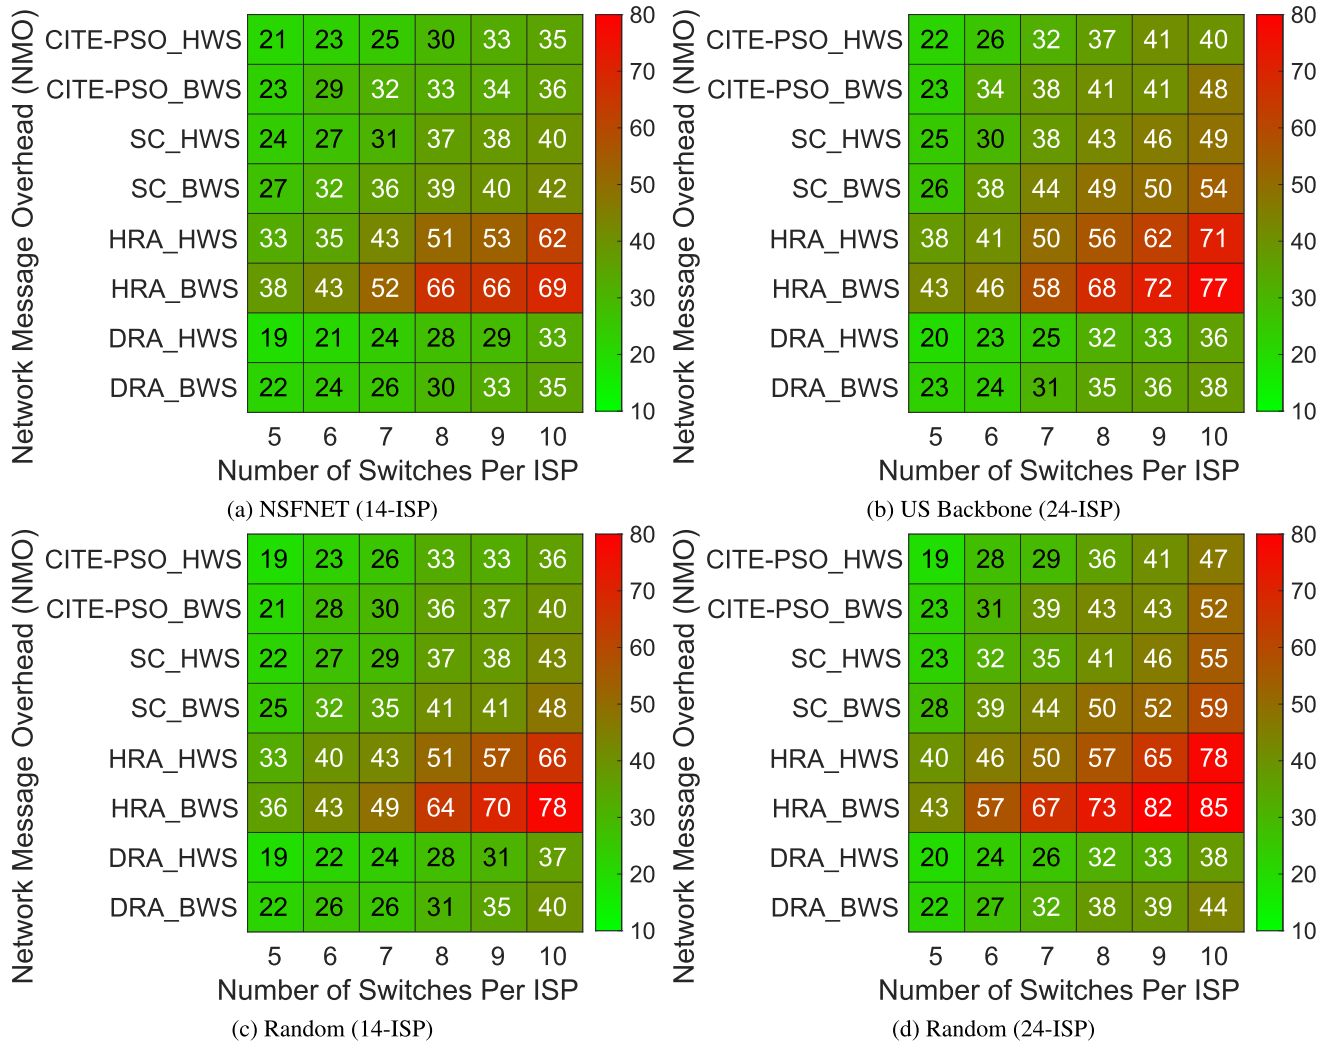 Network Message Overhead (NMO)
CITE-PSO_HWS 21 23 25 30 33 35
CITE-PSO_BWS 23 29 32 33 34 36
SC_HWS 24 27 31 37 38 40
SC_BWS 27 32 36 39 40 42
HRA_HWS 33 35 43 51 53 62
HRA_BWS 38 43 52 66 66 69
DRA_HWS 19 21 24 28 29 33
DRA_BWS 22 24 26 30 33 35
5 6 7 8 9 10
Number of Switches Per ISP
80
70
60
50
40
30
20
10
(a) NSFNET (14-ISP)
Network Message Overhead (NMO)
CITE-PSO_HWS 22 26 32 37 41 40
CITE-PSO_BWS 23 34 38 41 41 48
SC_HWS 25 30 38 43 46 49
SC_BWS 26 38 44 49 50 54
HRA_HWS 38 41 50 56 62 71
HRA_BWS 43 46 58 68 72 77
DRA_HWS 20 23 25 32 33 36
DRA_BWS 23 24 31 35 36 38
5 6 7 8 9 10
Number of Switches Per ISP
80
70
60
50
40
30
20
10
(b) US Backbone (24-ISP)
Network Message Overhead (NMO)
CITE-PSO_HWS 19 23 26 33 33 36
CITE-PSO_BWS 21 28 30 36 37 40
SC_HWS 22 27 29 37 38 43
SC_BWS 25 32 35 41 41 48
HRA_HWS 33 40 43 51 57 66
HRA_BWS 36 43 49 64 70 78
DRA_HWS 19 22 24 28 31 37
DRA_BWS 22 26 26 31 35 40
5 6 7 8 9 10
Number of Switches Per ISP
80
70
60
50
40
30
20
10
(c) Random (14-ISP)
Network Message Overhead (NMO)
CITE-PSO_HWS 19 28 29 36 41 47
CITE-PSO_BWS 23 31 39 43 43 52
SC_HWS 23 32 35 41 46 55
SC_BWS 28 39 44 50 52 59
HRA_HWS 40 46 50 57 65 78
HRA_BWS 43 57 67 73 82 85
DRA_HWS 20 24 26 32 33 38
DRA_BWS 22 27 32 38 39 44
5 6 7 8 9 10
Number of Switches Per ISP
80
70
60
50
40
30
20
10
(d) Random (24-ISP)